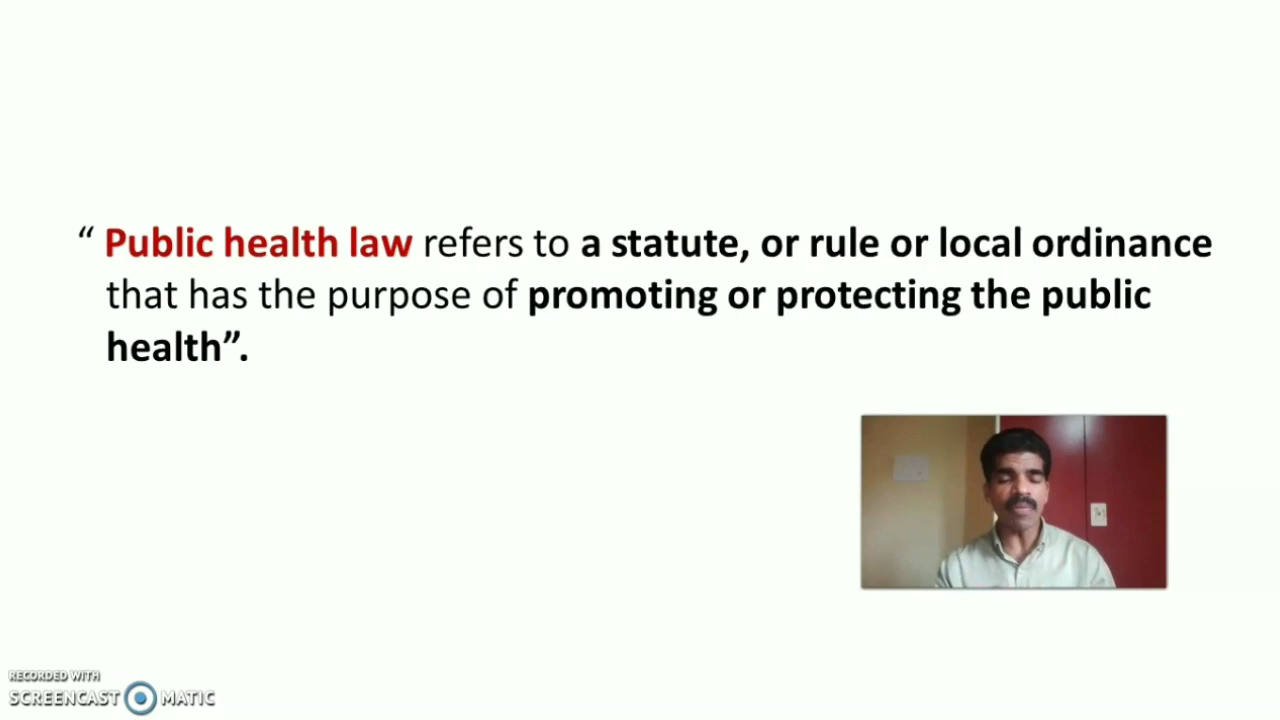 “ Public health law refers to a statute, or rule or local ordinance
that has the purpose of promoting or protecting the public
health”.
RECORDED WITH
SCREENCAST MATIC